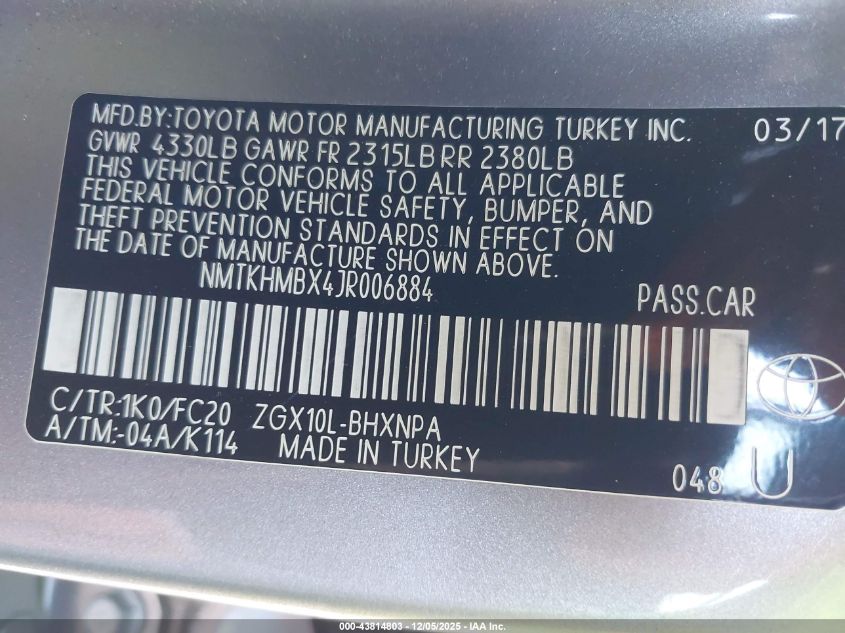 MFD.BY:TOYOTA MOTOR MANUFACTURING TURKEY INC. 03/17
GVWR 4330LB GAWR FR 2315LB RR 2380LB
THIS VEHICLE CONFORMS TO ALL APPLICABLE
FEDERAL MOTOR VEHICLE SAFETY, BUMPER, AND
THEFT PREVENTION STANDARDS IN EFFECT ON
THE DATE OF MANUFACTURE SHOWN ABOVE.
NMTKHMBX4JR006884 PASS.CAR
C/TR:1K0/FC20 ZGX10L-BHXNPA
A/TM:-04A/K114 MADE IN TURKEY
048 U
000-43814803 - 12/05/2025 - IAA Inc.